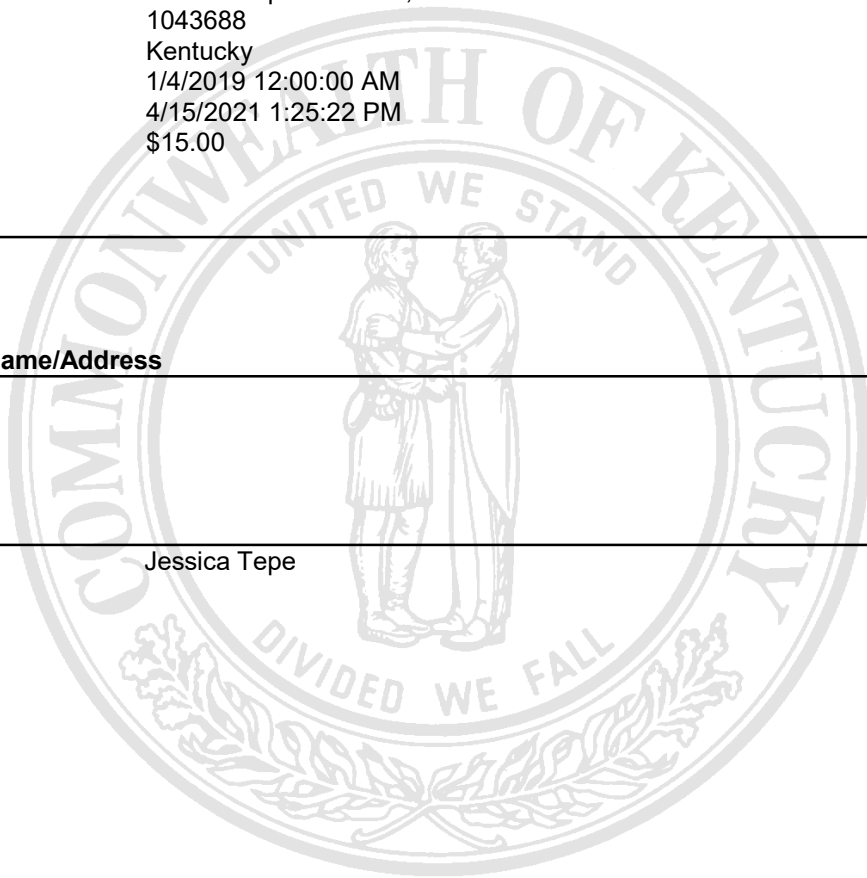 1043688
Kentucky
1/4/2019 12:00:00 AM
4/15/2021 1:25:22 PM
$15.00
COMMONWEALTH OF KENTUCKY
UNITED WE STAND
ame/Address
Jessica Tepe
DIVIDED WE FALL